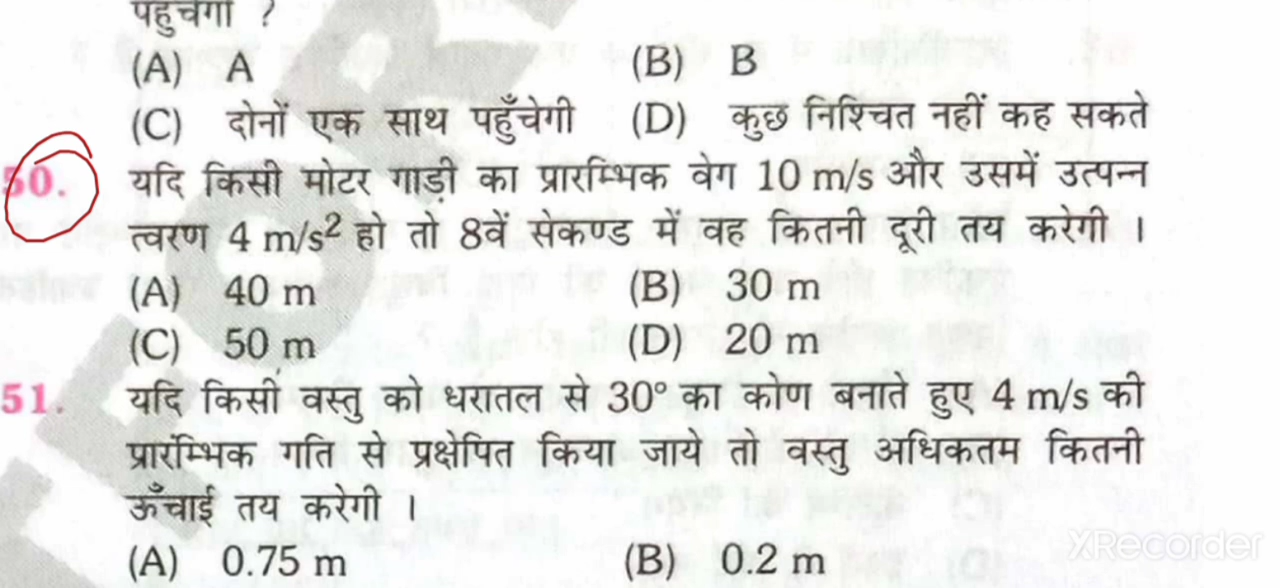 पहुंचेगी ?
(A) A (B) B
(C) दोनों एक साथ पहुँचेगी (D) कुछ निश्चित नहीं कह सकते
50. यदि किसी मोटर गाड़ी का प्रारम्भिक वेग 10 m/s और उसमें उत्पन्न
त्वरण 4 m/s² हो तो 8वें सेकण्ड में वह कितनी दूरी तय करेगी ।
(A) 40 m (B) 30 m
(C) 50 m (D) 20 m
51. यदि किसी वस्तु को धरातल से 30° का कोण बनाते हुए 4 m/s की
प्रारम्भिक गति से प्रक्षेपित किया जाये तो वस्तु अधिकतम कितनी
ऊँचाई तय करेगी ।
(A) 0.75 m (B) 0.2 m
XRecorder